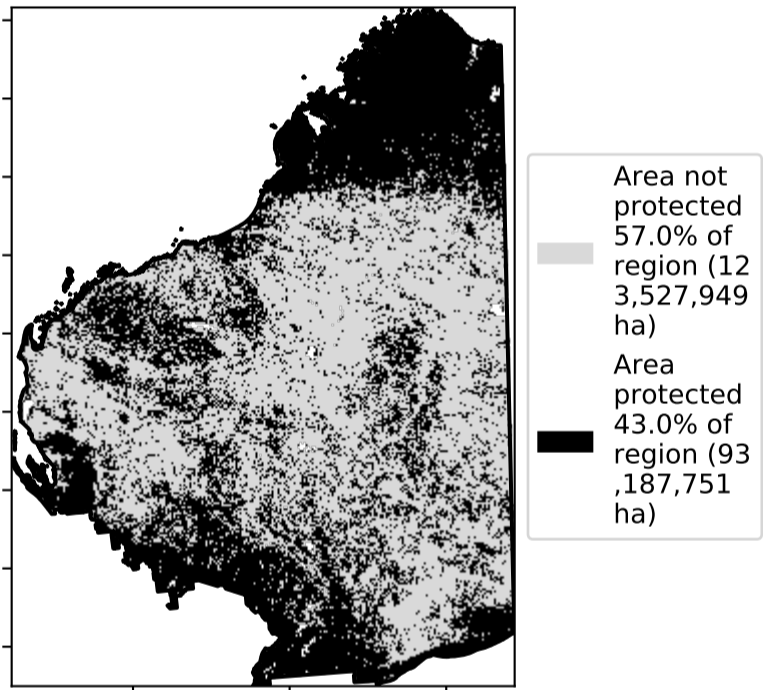 Area not
protected
57.0% of
region (12
3,527,949
ha)
Area
protected
43.0% of
region (93
,187,751
ha)